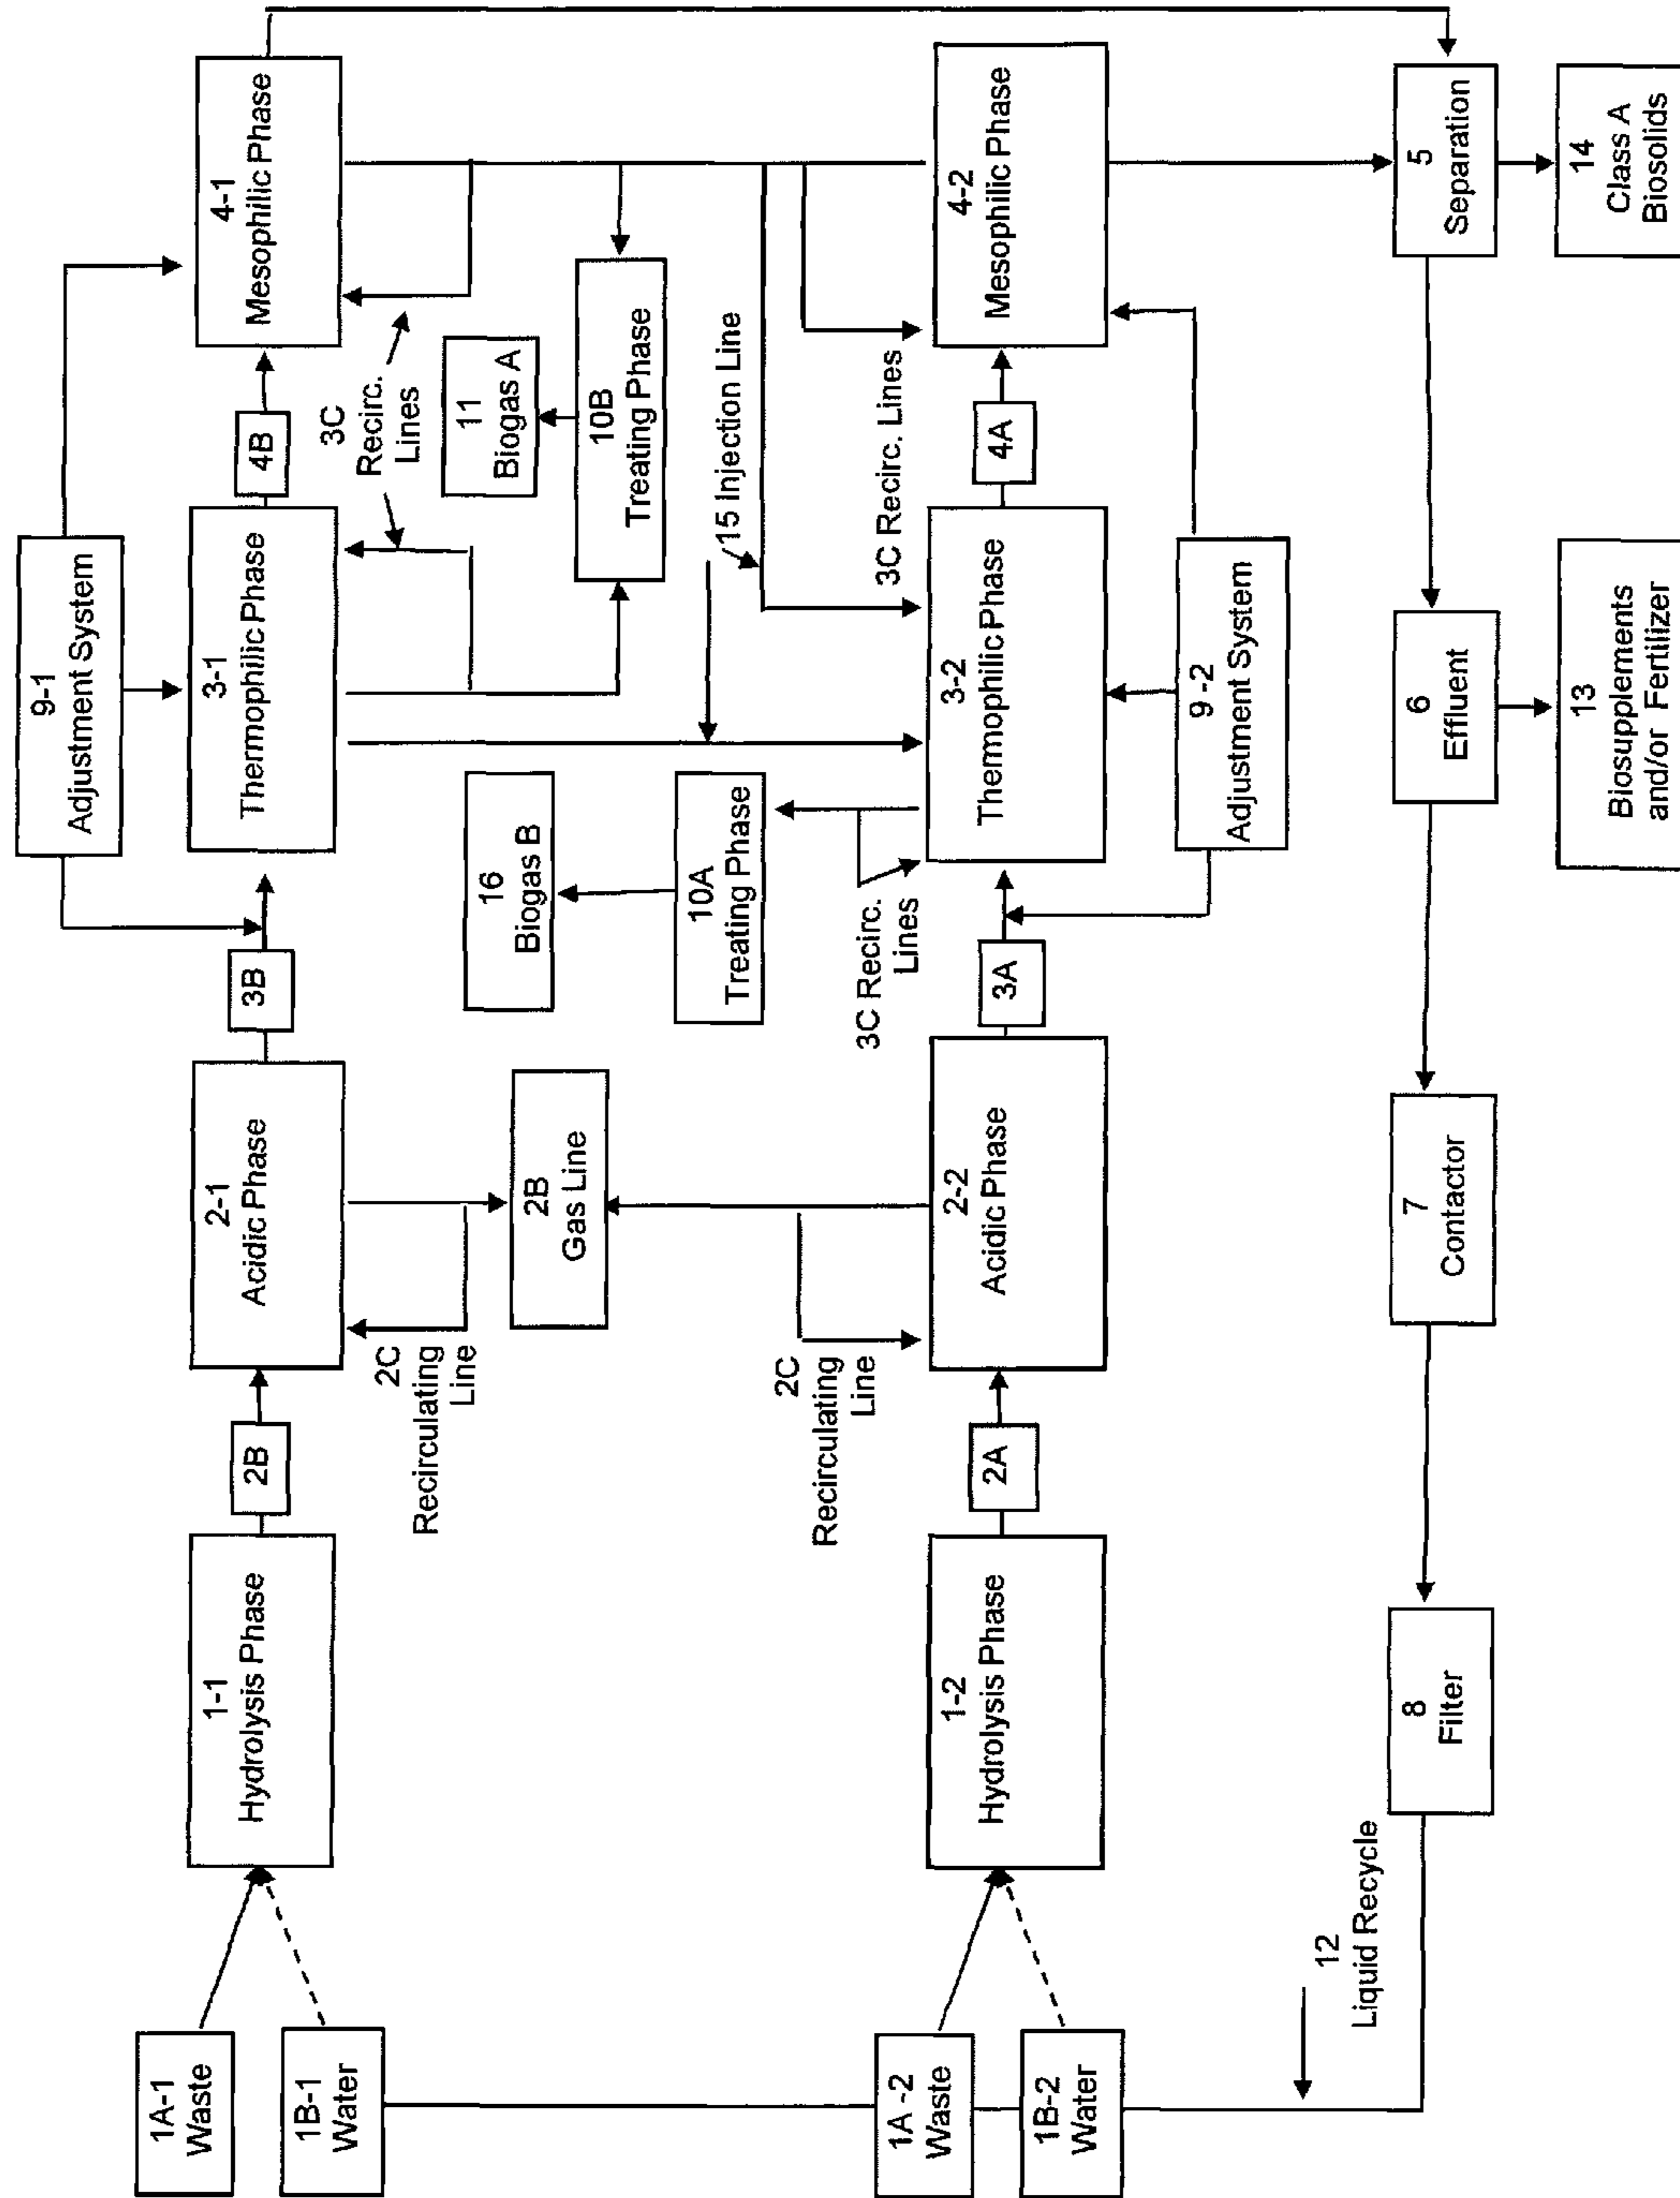 9-1
Adjustment System
1A-1
Waste
1B-1
Water
1-1
Hydrolysis Phase
2B
2-1
Acidic Phase
3B
3-1
Thermophilic Phase
4B
4-1
Mesophilic Phase
2C
Recirculating
Line
2B
Gas Line
16
Biogas B
3C
Recirc.
Lines
11
Biogas A
10B
Treating Phase
10A
Treating Phase
15 Injection Line
2C
Recirculating
Line
3C Recirc.
Lines
3C Recirc. Lines
1A -2
Waste
1B-2
Water
1-2
Hydrolysis Phase
2A
2-2
Acidic Phase
3A
3-2
Thermophilic Phase
4A
4-2
Mesophilic Phase
9 -2
Adjustment System
12
Liquid Recycle
8
Filter
7
Contactor
6
Effluent
5
Separation
13
Biosupplements
and/or Fertilizer
14
Class A
Biosolids